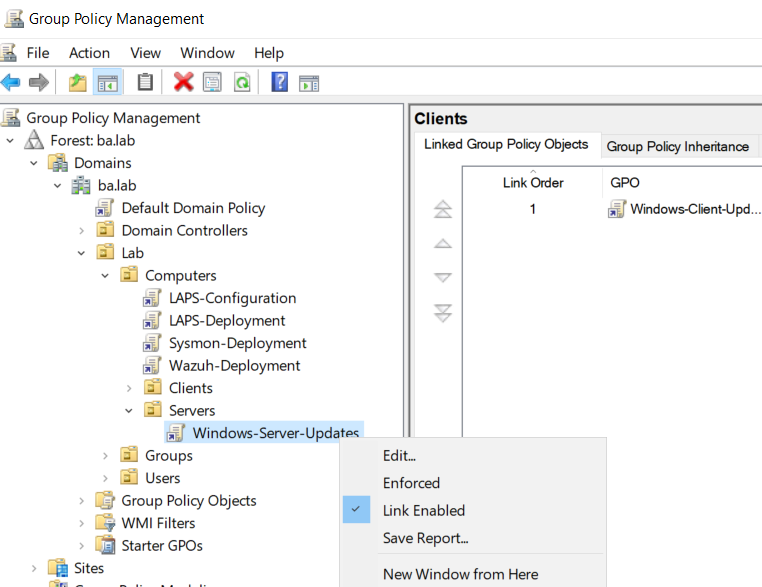 Group Policy Management
File Action View Window Help
Group Policy Management
Forest: ba.lab
Domains
ba.lab
Default Domain Policy
Domain Controllers
Lab
Computers
LAPS-Configuration
LAPS-Deployment
Sysmon-Deployment
Wazuh-Deployment
Clients
Servers
Windows-Server-Updates
Groups
Users
Group Policy Objects
WMI Filters
Starter GPOs
Sites
Clients
Linked Group Policy Objects Group Policy Inheritance
Link Order GPO
1 Windows-Client-Upd...
Edit...
Enforced
Link Enabled
Save Report...
New Window from Here